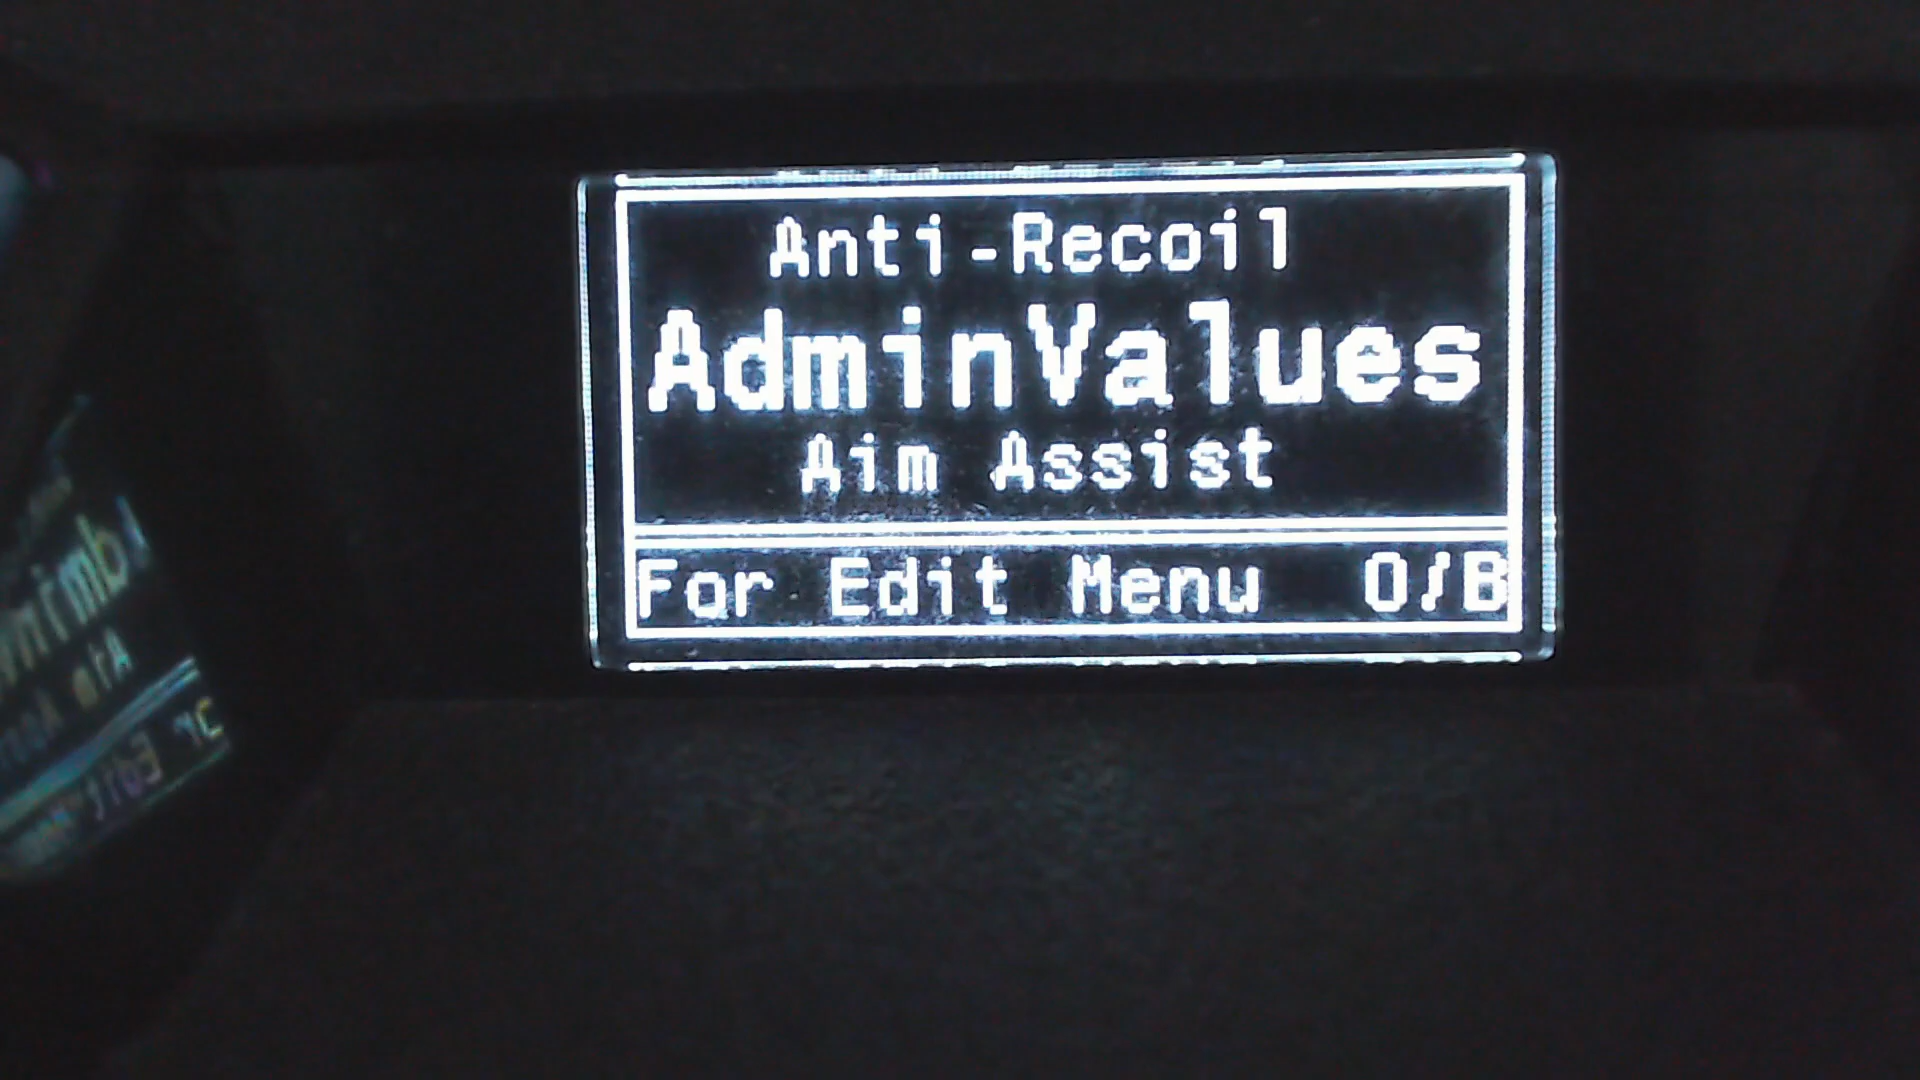 Anti-Recoil
AdminValues
Aim Assist
For Edit Menu O/B